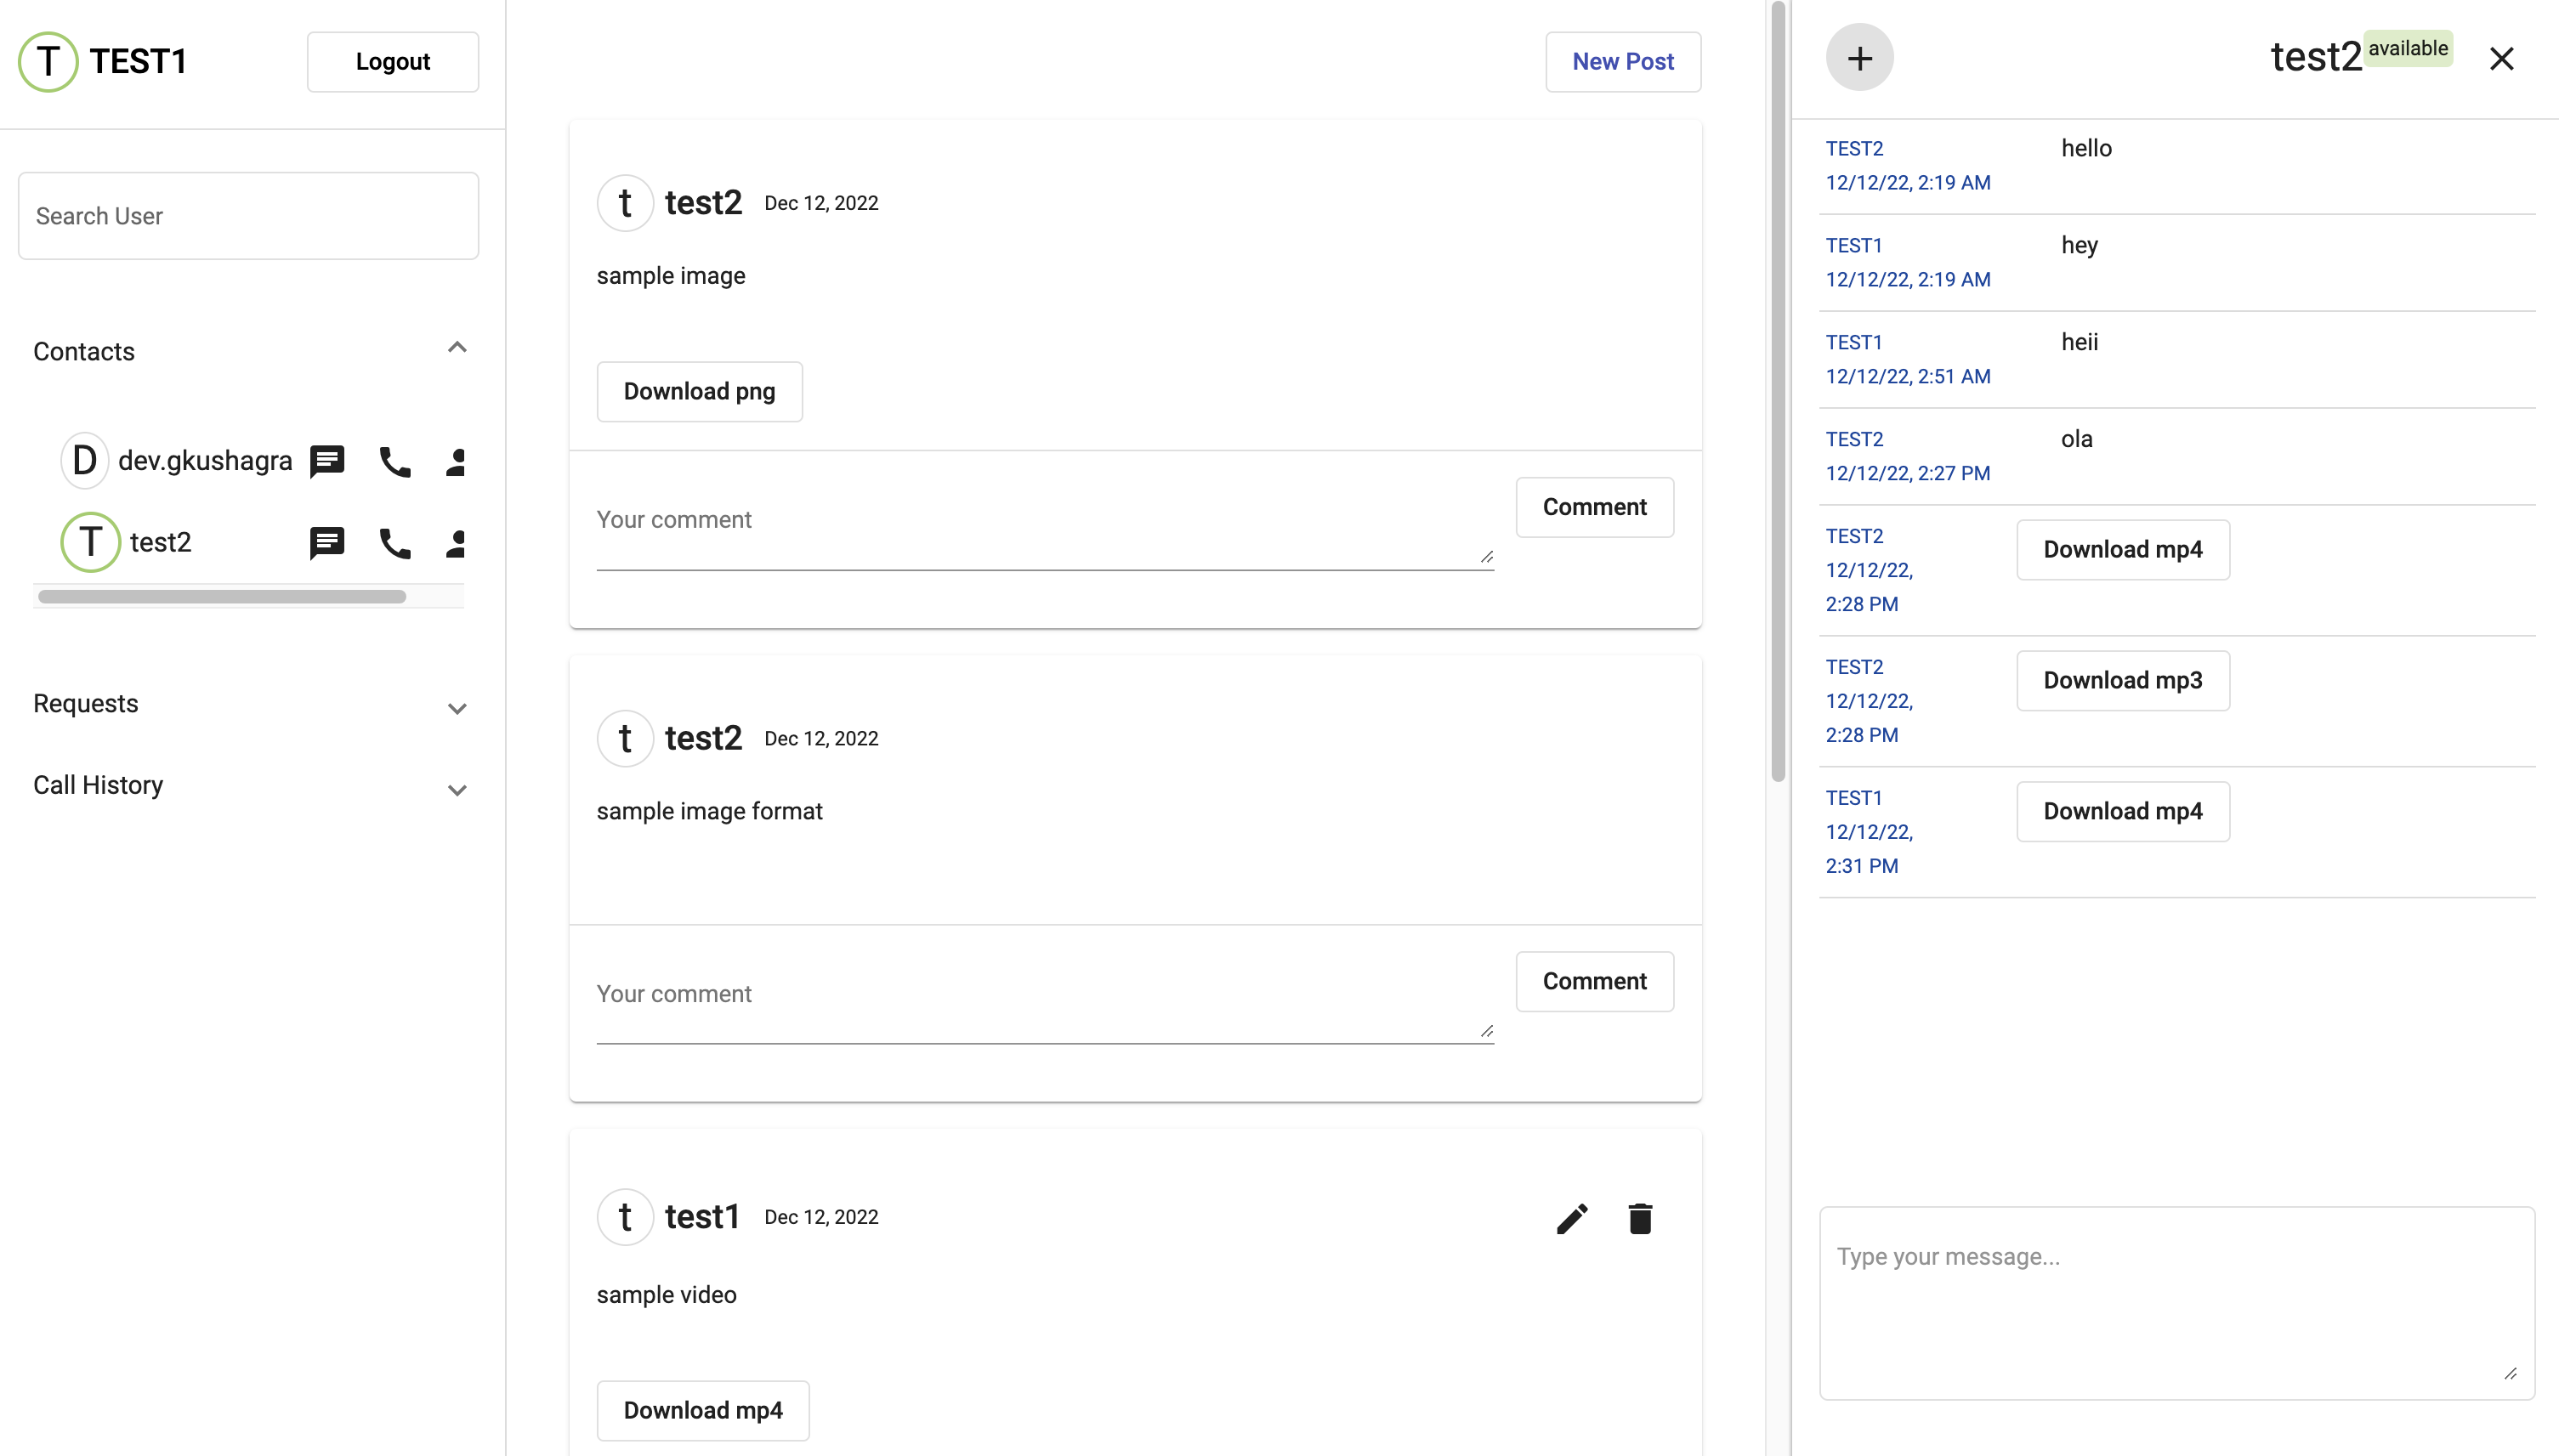 T TEST1
Logout
Search User
Contacts
D dev.gkushagra
T test2
Requests
Call History
New Post
t test2 Dec 12, 2022
sample image
Download png
Your comment
Comment
t test2 Dec 12, 2022
sample image format
Your comment
Comment
t test1 Dec 12, 2022
sample video
Download mp4
+ test2 available
TEST2 hello
12/12/22, 2:19 AM
TEST1 hey
12/12/22, 2:19 AM
TEST1 heii
12/12/22, 2:51 AM
TEST2 ola
12/12/22, 2:27 PM
TEST2 Download mp4
12/12/22,
2:28 PM
TEST2 Download mp3
12/12/22,
2:28 PM
TEST1 Download mp4
12/12/22,
2:31 PM
Type your message...